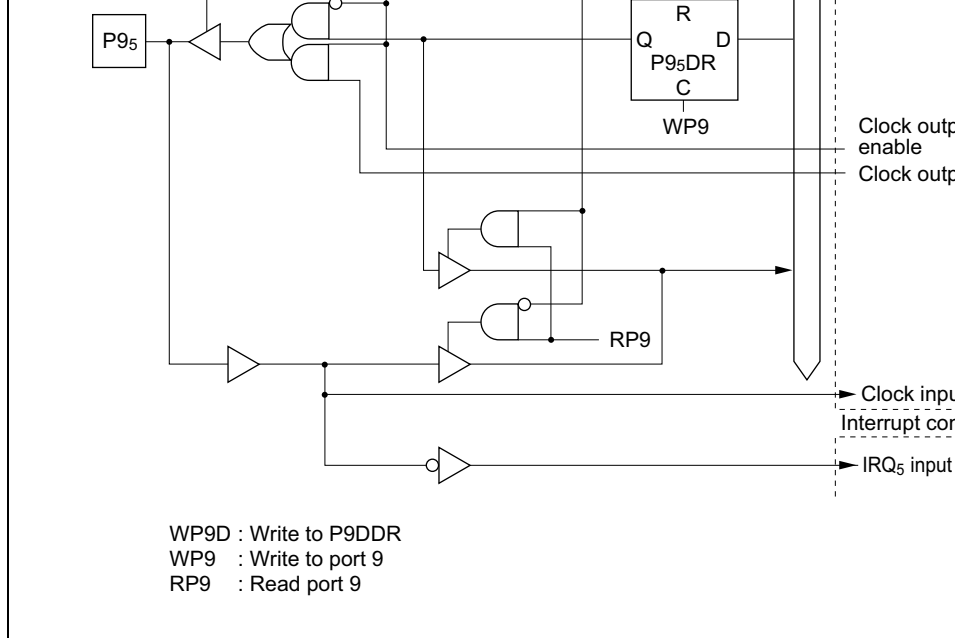 R
P9₅
Q D
P9₅DR
C
WP9
Clock outp
enable
Clock outp
RP9
Clock inpu
Interrupt cor
IRQ₅ input
WP9D : Write to P9DDR
WP9 : Write to port 9
RP9 : Read port 9